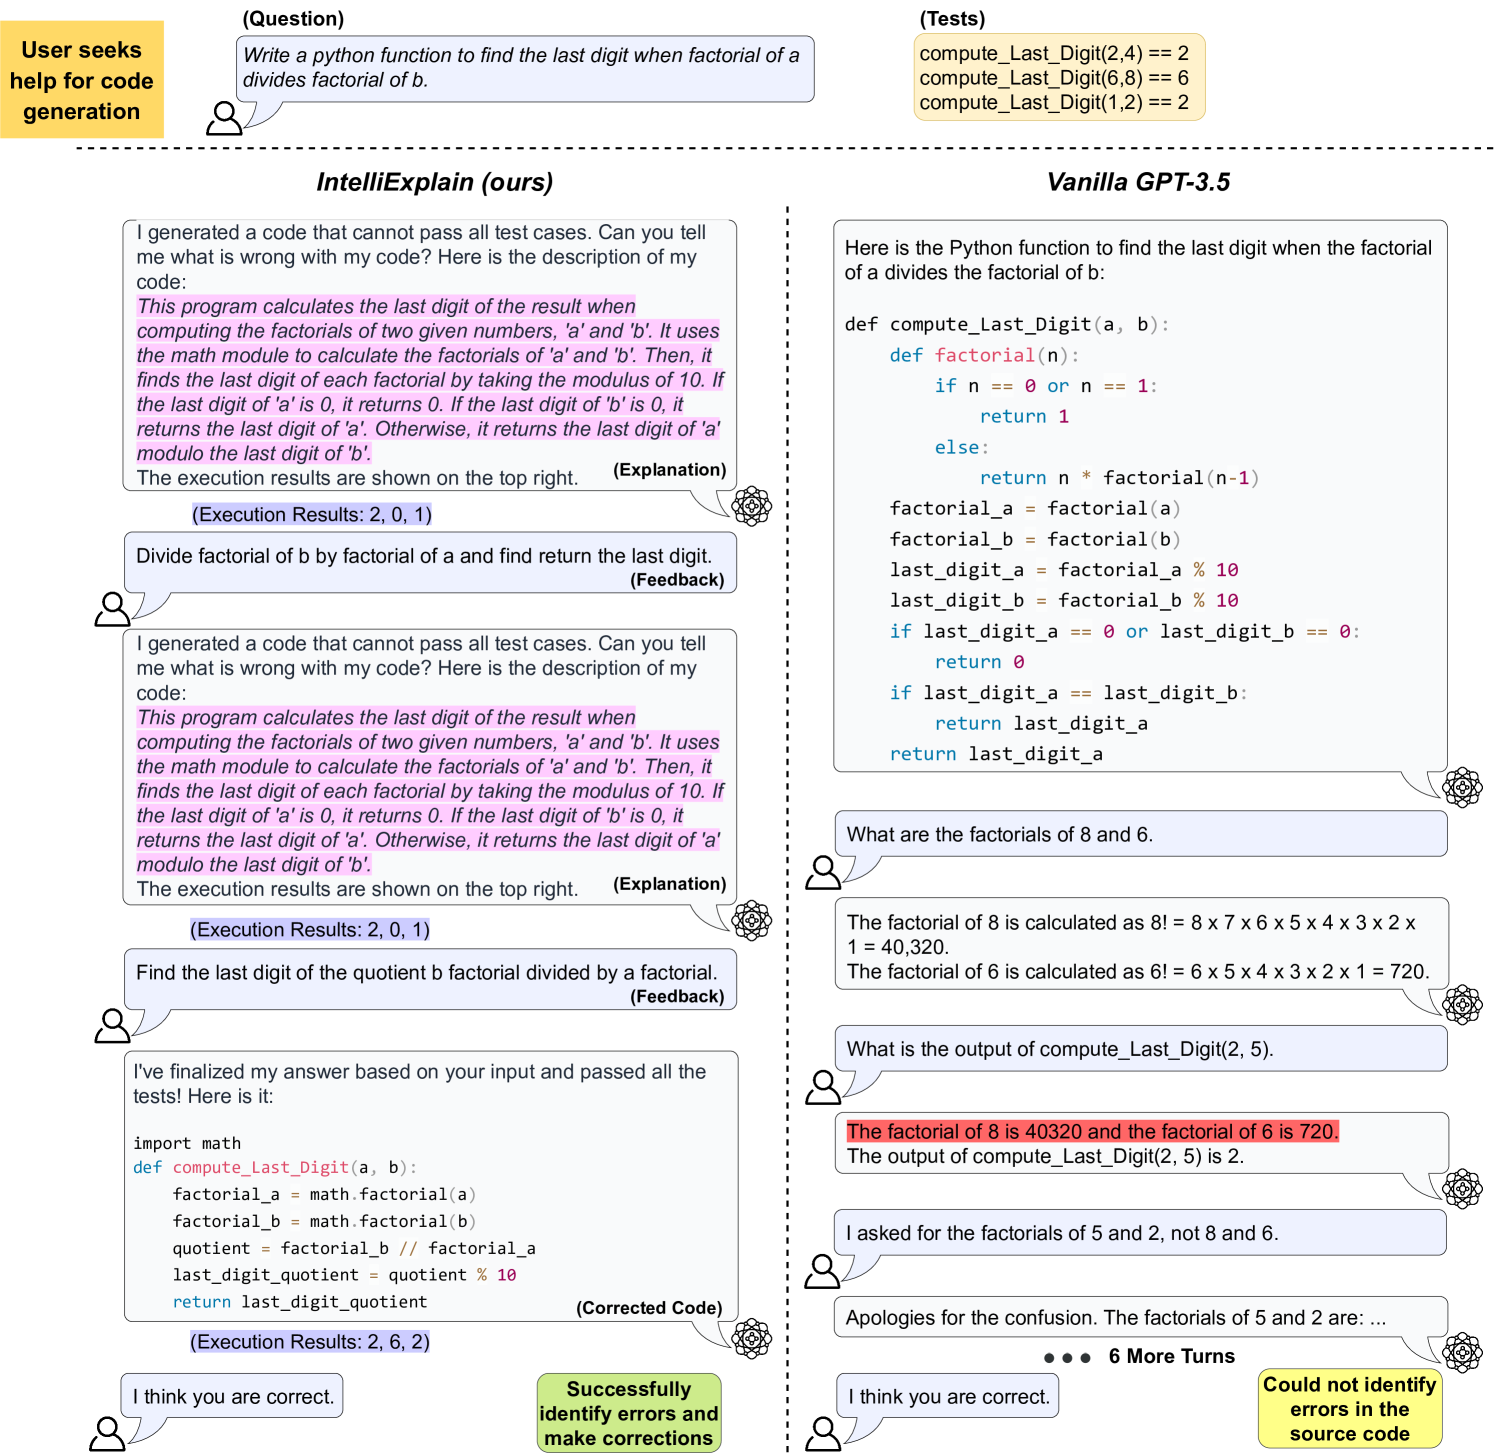 (Question)
(Tests)
User seeks
help for code
generation
Write a python function to find the last digit when factorial of a
divides factorial of b.
compute_Last_Digit(2,4) == 2
compute_Last_Digit(6,8) == 6
compute_Last_Digit(1,2) == 2
IntelliExplain (ours)
I generated a code that cannot pass all test cases. Can you tell
me what is wrong with my code? Here is the description of my
code:
This program calculates the last digit of the result when
computing the factorials of two given numbers, 'a' and 'b'. It uses
the math module to calculate the factorials of 'a' and 'b'. Then, it
finds the last digit of each factorial by taking the modulus of 10. If
the last digit of 'a' is 0, it returns 0. If the last digit of 'b' is 0, it
returns the last digit of 'a'. Otherwise, it returns the last digit of 'a'
modulo the last digit of 'b'.
The execution results are shown on the top right.
(Explanation)
(Execution Results: 2, 0, 1)
Divide factorial of b by factorial of a and find return the last digit.
(Feedback)
I generated a code that cannot pass all test cases. Can you tell
me what is wrong with my code? Here is the description of my
code:
This program calculates the last digit of the result when
computing the factorials of two given numbers, 'a' and 'b'. It uses
the math module to calculate the factorials of 'a' and 'b'. Then, it
finds the last digit of each factorial by taking the modulus of 10. If
the last digit of 'a' is 0, it returns 0. If the last digit of 'b' is 0, it
returns the last digit of 'a'. Otherwise, it returns the last digit of 'a'
modulo the last digit of 'b'.
The execution results are shown on the top right.
(Explanation)
(Execution Results: 2, 0, 1)
Find the last digit of the quotient b factorial divided by a factorial.
(Feedback)
I've finalized my answer based on your input and passed all the
tests! Here is it:
import math
def compute_Last_Digit(a, b):
    factorial_a = math.factorial(a)
    factorial_b = math.factorial(b)
    quotient = factorial_b // factorial_a
    last_digit_quotient = quotient % 10
    return last_digit_quotient
(Corrected Code)
(Execution Results: 2, 6, 2)
I think you are correct.
Successfully
identify errors and
make corrections
Vanilla GPT-3.5
Here is the Python function to find the last digit when the factorial
of a divides the factorial of b:
def compute_Last_Digit(a, b):
    def factorial(n):
        if n == 0 or n == 1:
            return 1
        else:
            return n * factorial(n-1)
    factorial_a = factorial(a)
    factorial_b = factorial(b)
    last_digit_a = factorial_a % 10
    last_digit_b = factorial_b % 10
    if last_digit_a == 0 or last_digit_b == 0:
        return 0
    if last_digit_a == last_digit_b:
        return last_digit_a
    return last_digit_a
What are the factorials of 8 and 6.
The factorial of 8 is calculated as 8! = 8 x 7 x 6 x 5 x 4 x 3 x 2 x
1 = 40,320.
The factorial of 6 is calculated as 6! = 6 x 5 x 4 x 3 x 2 x 1 = 720.
What is the output of compute_Last_Digit(2, 5).
The factorial of 8 is 40320 and the factorial of 6 is 720.
The output of compute_Last_Digit(2, 5) is 2.
I asked for the factorials of 5 and 2, not 8 and 6.
Apologies for the confusion. The factorials of 5 and 2 are: ...
••• 6 More Turns
I think you are correct.
Could not identify
errors in the
source code